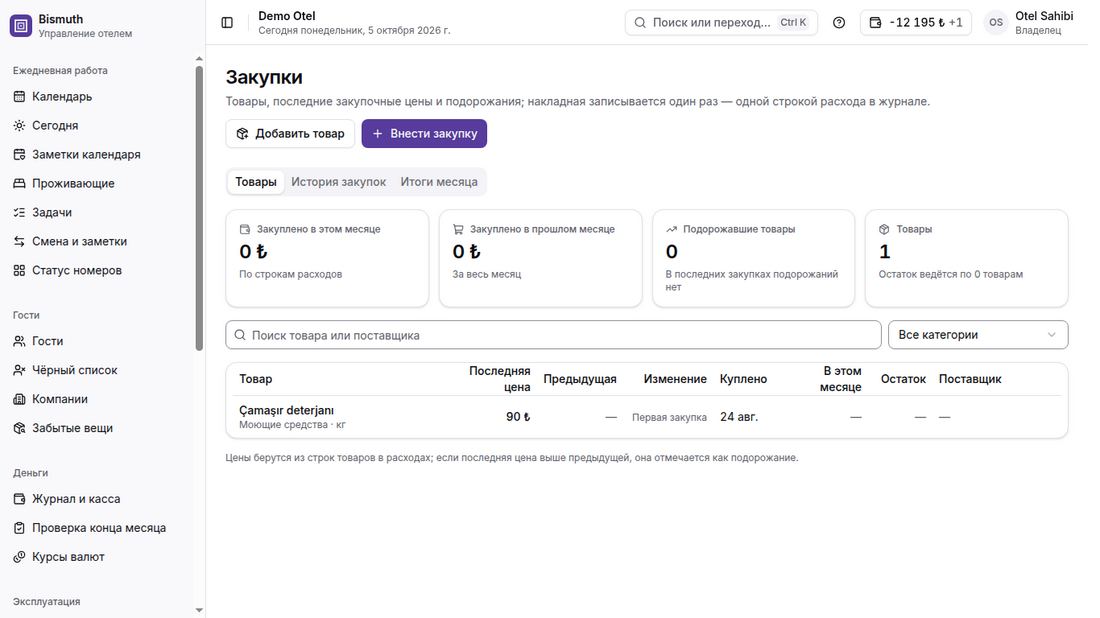 Bismuth
Управление отелем
Ежедневная работа
Календарь
Сегодня
Заметки календаря
Проживающие
Задачи
Смена и заметки
Статус номеров
Гости
Гости
Чёрный список
Компании
Забытые вещи
Деньги
Журнал и касса
Проверка конца месяца
Курсы валют
Эксплуатация
Demo Otel
Сегодня понедельник, 5 октября 2026 г.
Поиск или переход... Ctrl K
-12 195 ₺ +1
OS
Otel Sahibi
Владелец
Закупки
Товары, последние закупочные цены и подорожания; накладная записывается один раз — одной строкой расхода в журнале.
Добавить товар
Внести закупку
Товары История закупок Итоги месяца
Закуплено в этом месяце
0 ₺
По строкам расходов
Закуплено в прошлом месяце
0 ₺
За весь месяц
Подорожавшие товары
0
В последних закупках подорожаний
нет
Товары
1
Остаток ведётся по 0 товарам
Поиск товара или поставщика
Все категории
Товар Последняя цена Предыдущая Изменение Куплено В этом месяце Остаток Поставщик
Çamaşır deterjanı 90 ₺ — Первая закупка 24 авг. — — —
Моющие средства · кг
Цены берутся из строк товаров в расходах; если последняя цена выше предыдущей, она отмечается как подорожание.